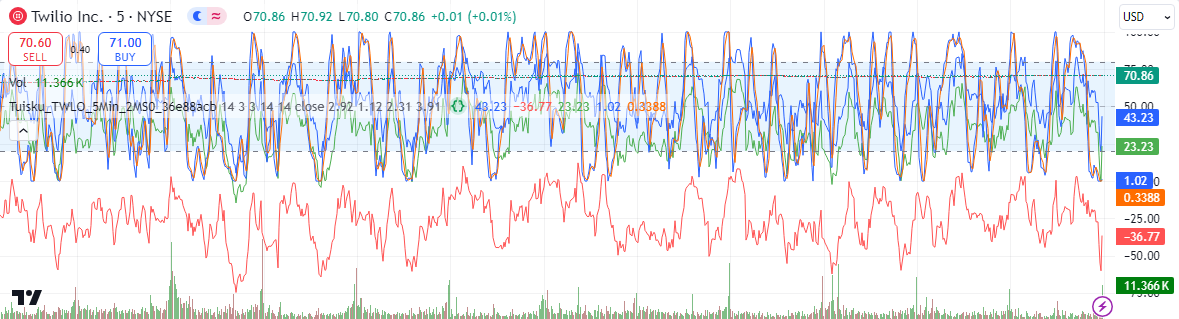 Twilio Inc. · 5 · NYSE O70.86 H70.92 L70.80 C70.86 +0.01 (+0.01%)
USD
70.60 SELL
0.40
71.00 BUY
Vol 11.366K
Tuisku_TWLO_5Min_2MS0_36e88acb 14 3 3 14 14 close 2.92 1.12 2.31 3.91 43.23 −36.77 23.23 1.02 0.3388
70.86
50.00
43.23
23.23
1.02
0.3388
−25.00
−36.77
−50.00
11.366K